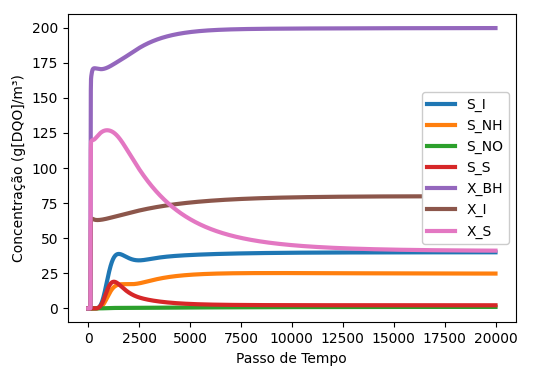 200
175
150
125
100
75
50
25
0
Concentração (g[DQO]/m³)
S_I
S_NH
S_NO
S_S
X_BH
X_I
X_S
0 2500 5000 7500 10000 12500 15000 17500 20000
Passo de Tempo